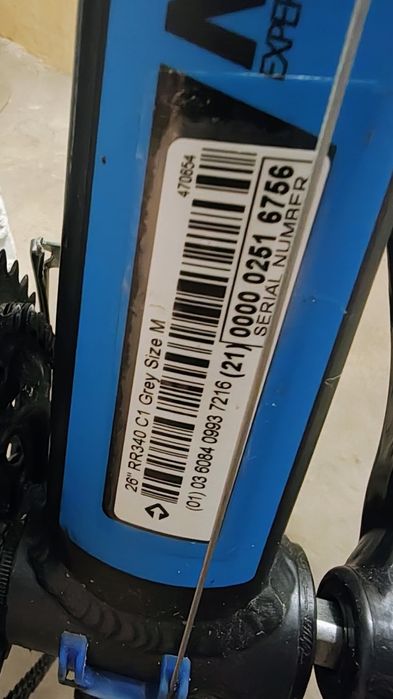 EXPER
470654
26" RR340 C1 Grey Size M
(01) 03 6084 0993 7216 (21) 0000 0251 6756
SERIAL NUMBER